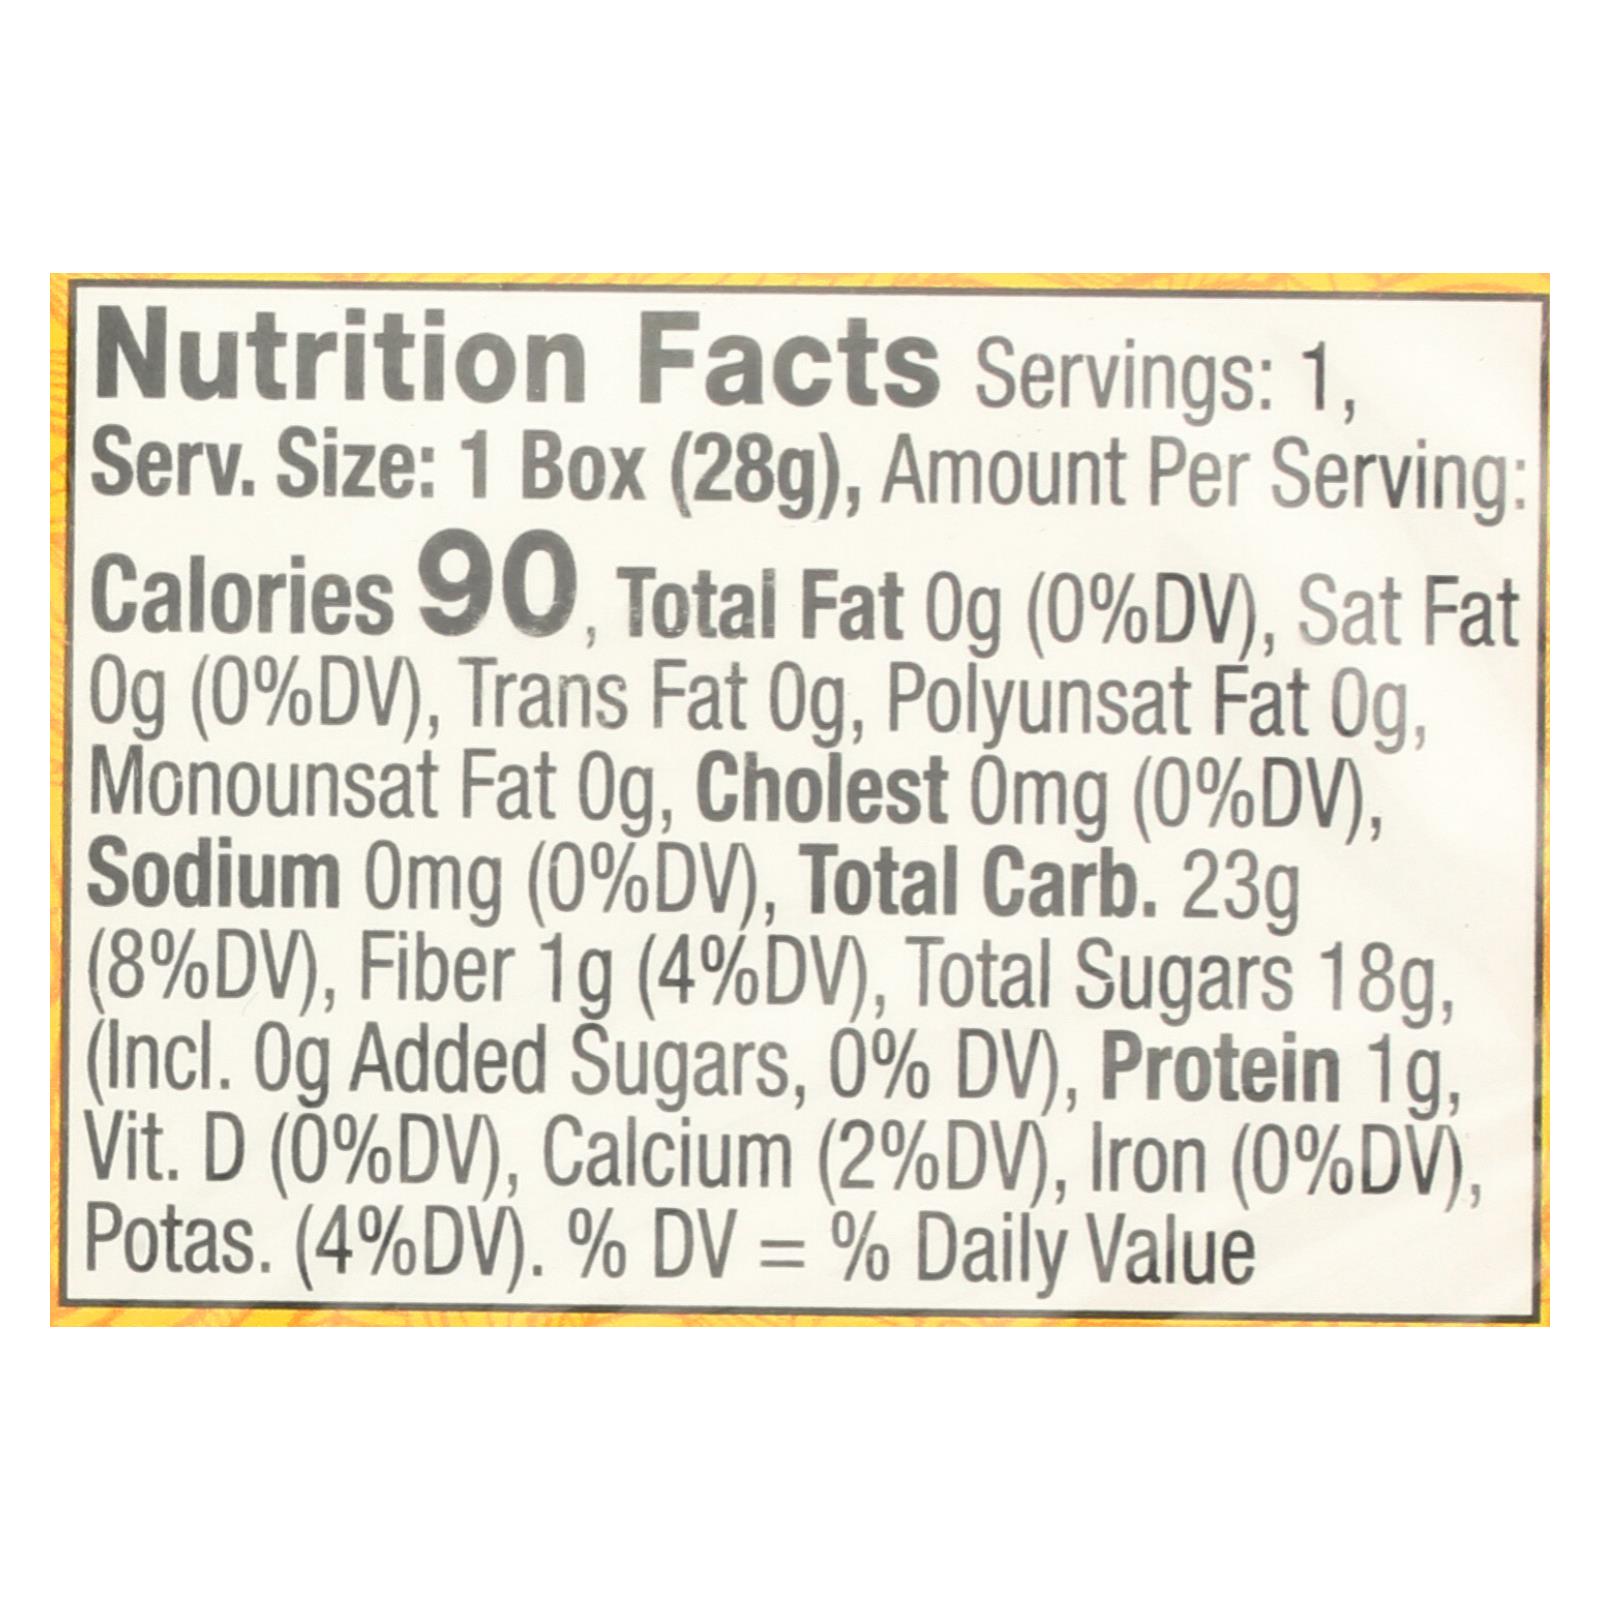 Nutrition Facts Servings: 1,
Serv. Size: 1 Box (28g), Amount Per Serving:
Calories 90, Total Fat 0g (0%DV), Sat Fat
0g (0%DV), Trans Fat 0g, Polyunsat Fat 0g,
Monounsat Fat 0g, Cholest 0mg (0%DV),
Sodium 0mg (0%DV), Total Carb. 23g
(8%DV), Fiber 1g (4%DV), Total Sugars 18g,
(Incl. 0g Added Sugars, 0% DV), Protein 1g,
Vit. D (0%DV), Calcium (2%DV), Iron (0%DV),
Potas. (4%DV). % DV = % Daily Value